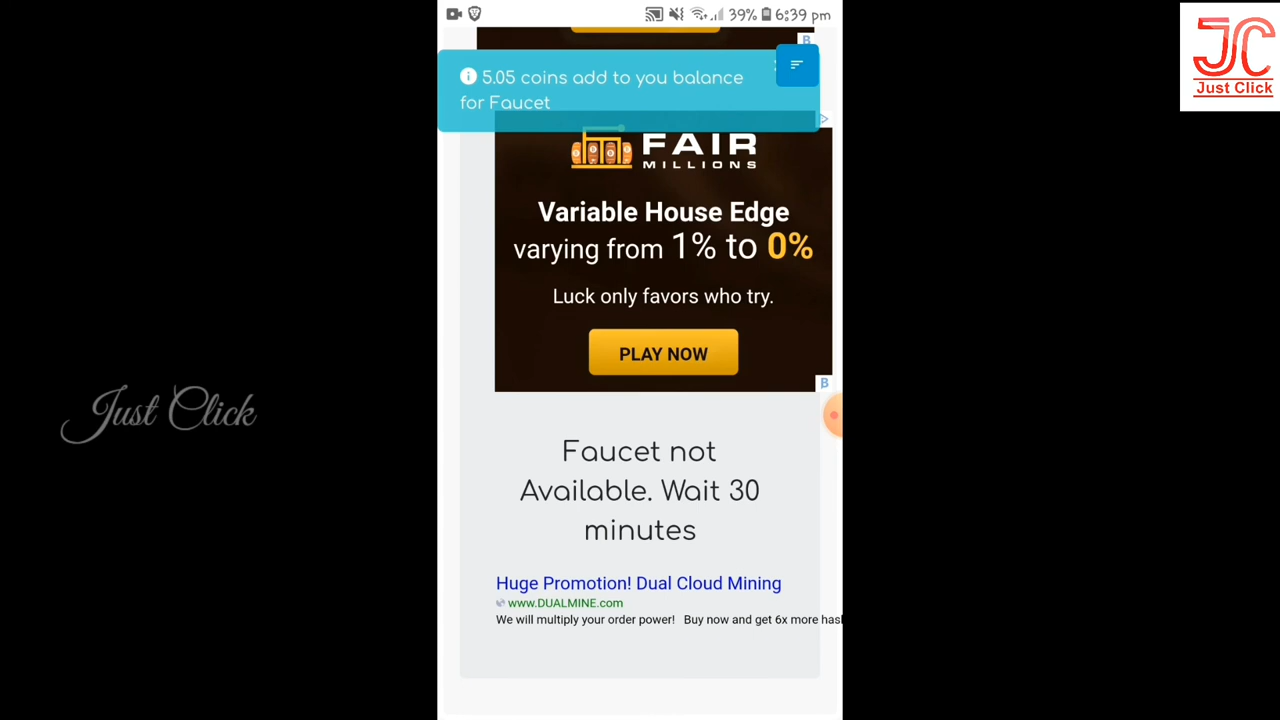 39% 6:39 pm
JC
Just Click
5.05 coins add to you balance
for Faucet
FAIR
MILLIONS
Variable House Edge
varying from 1% to 0%
Luck only favors who try.
PLAY NOW
Just Click
Faucet not
Available. Wait 30
minutes
Huge Promotion! Dual Cloud Mining
www.DUALMINE.com
We will multiply your order power! Buy now and get 6x more hasl